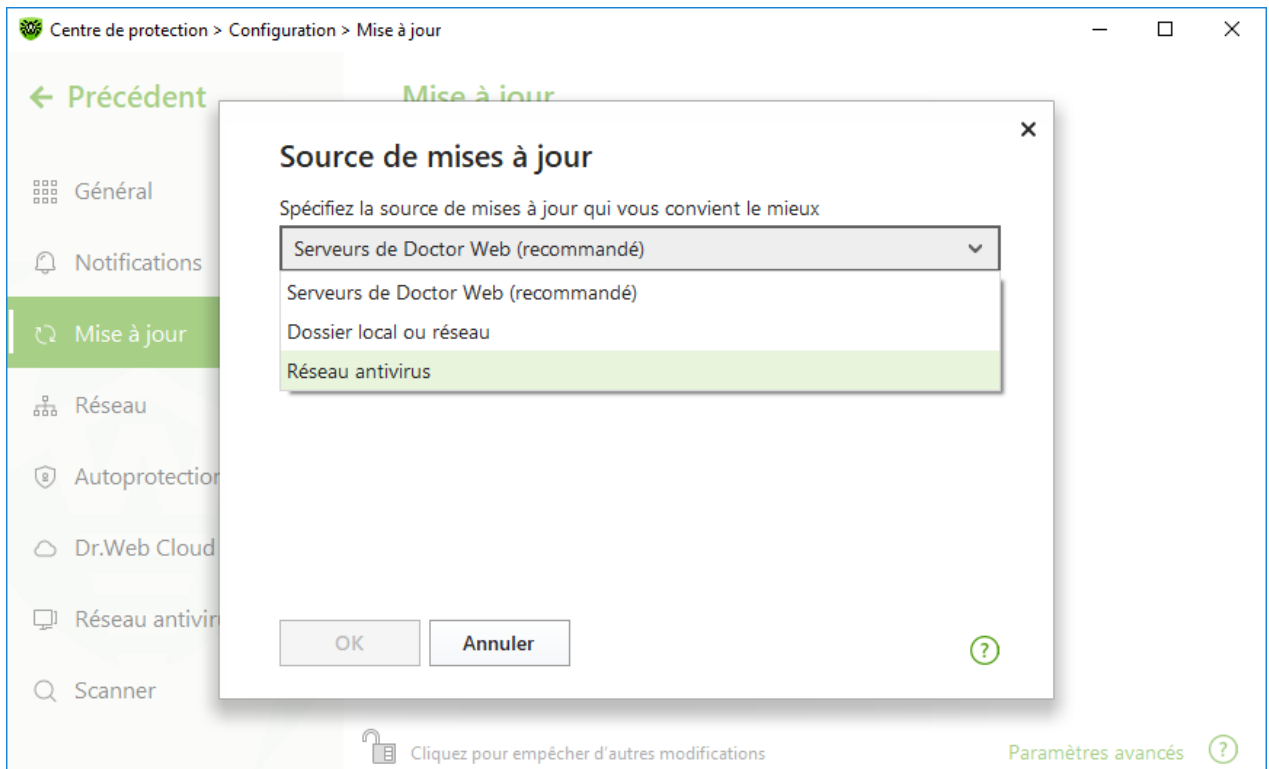 Centre de protection > Configuration > Mise à jour
Précédent
Mise à jour
Général
Notifications
Mise à jour
Réseau
Autoprotection
Dr.Web Cloud
Réseau antiviru
Scanner
Source de mises à jour
Spécifiez la source de mises à jour qui vous convient le mieux
Serveurs de Doctor Web (recommandé)
Serveurs de Doctor Web (recommandé)
Dossier local ou réseau
Réseau antivirus
OK
Annuler
?
Cliquez pour empêcher d'autres modifications
Paramètres avancés
?